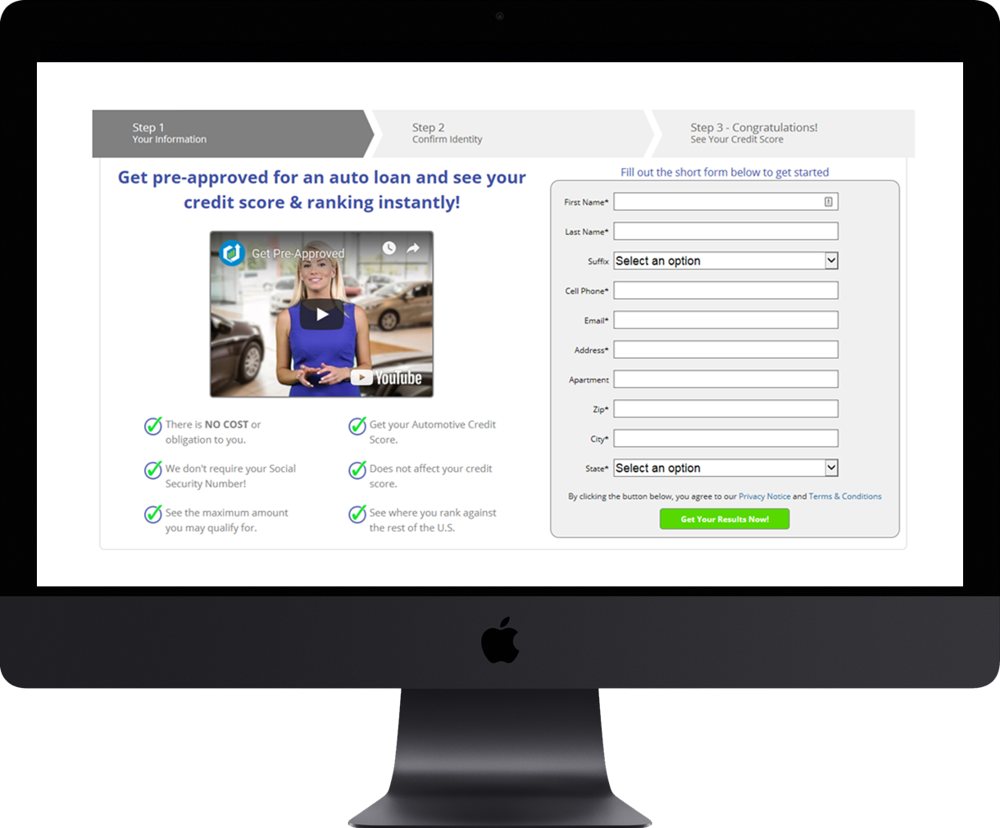 Step 1
Your Information
Step 2
Confirm Identity
Step 3 - Congratulations!
See Your Credit Score
Get pre-approved for an auto loan and see your
credit score & ranking instantly!
Get Pre-Approved
YouTube
There is NO COST or
obligation to you.
Get your Automotive Credit
Score.
We don't require your Social
Security Number!
Does not affect your credit
score.
See the maximum amount
you may qualify for.
See where you rank against
the rest of the U.S.
Fill out the short form below to get started
First Name*
Last Name*
Suffix Select an option
Cell Phone*
Email*
Address*
Apartment
Zip*
City*
State* Select an option
By clicking the button below, you agree to our Privacy Notice and Terms & Conditions
Get Your Results Now!